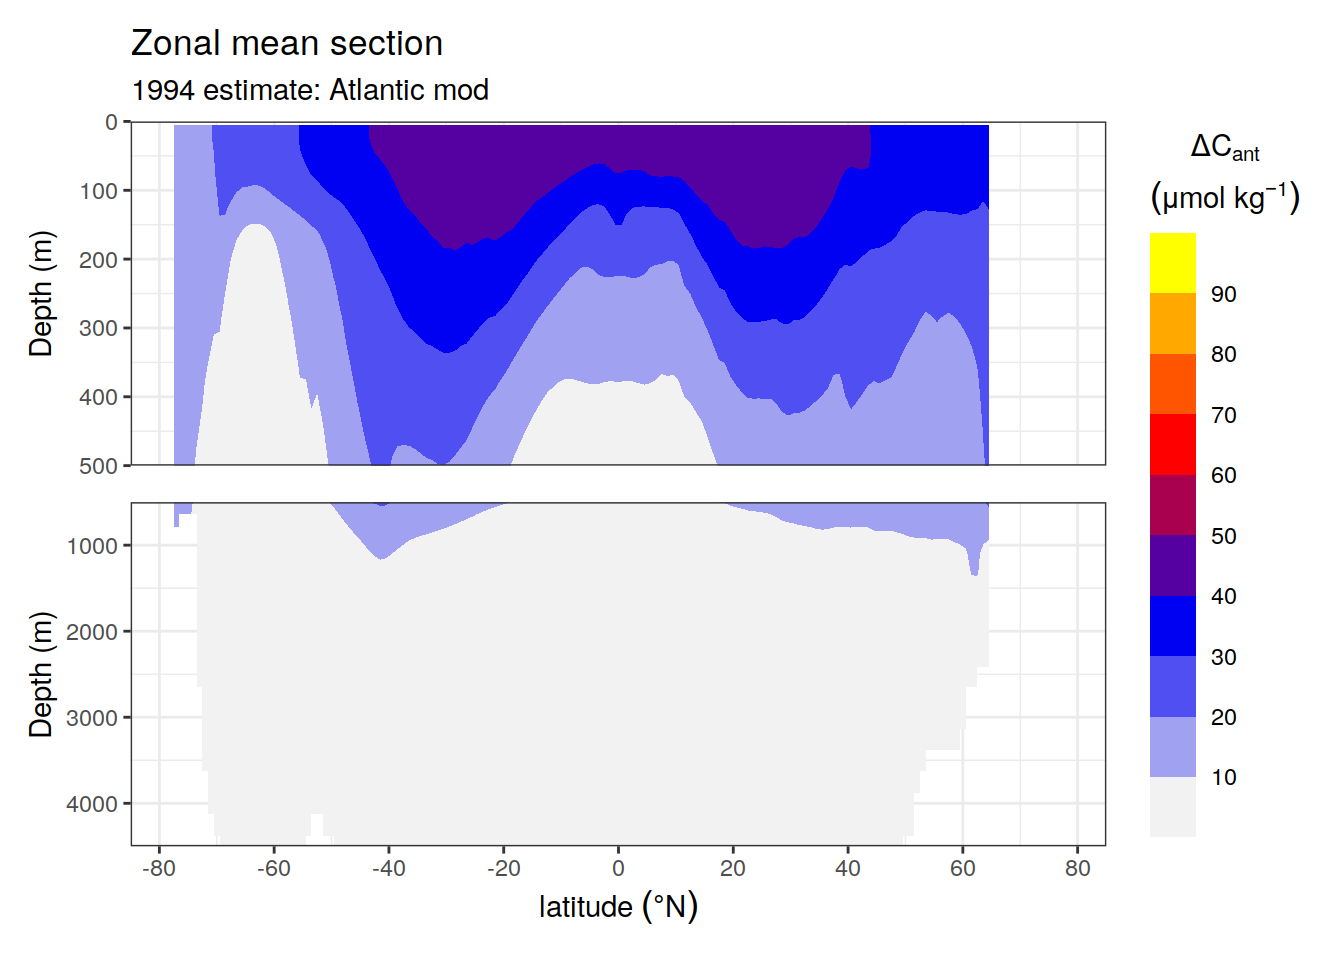 Zonal mean section
1994 estimate: Atlantic mod
Depth (m)
0
100
200
300
400
500
Depth (m)
1000
2000
3000
4000
-80 -60 -40 -20 0 20 40 60 80
latitude (°N)
ΔCant
(μmol kg⁻¹)
90
80
70
60
50
40
30
20
10